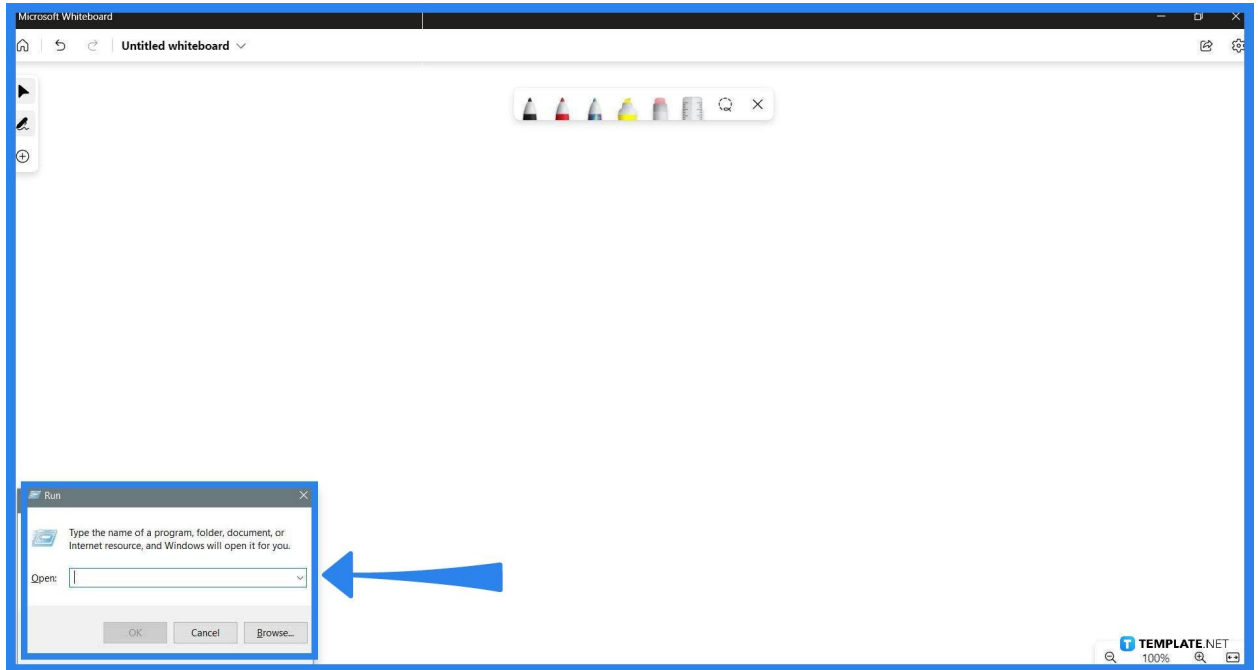 Microsoft Whiteboard
Untitled whiteboard
Run
Type the name of a program, folder, document, or
Internet resource, and Windows will open it for you.
Open:
OK Cancel Browse...
T TEMPLATE.NET
100%